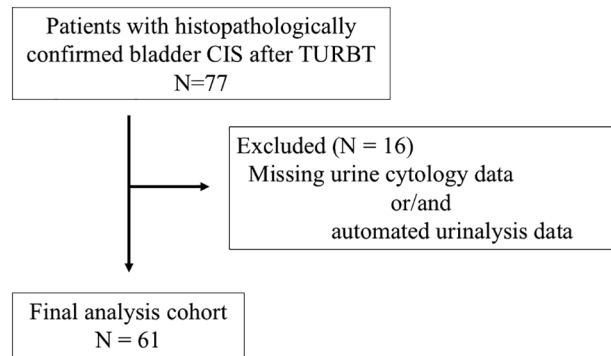 Patients with histopathologically
confirmed bladder CIS after TURBT
N=77
Excluded (N = 16)
Missing urine cytology data
or/and
automated urinalysis data
Final analysis cohort
N = 61